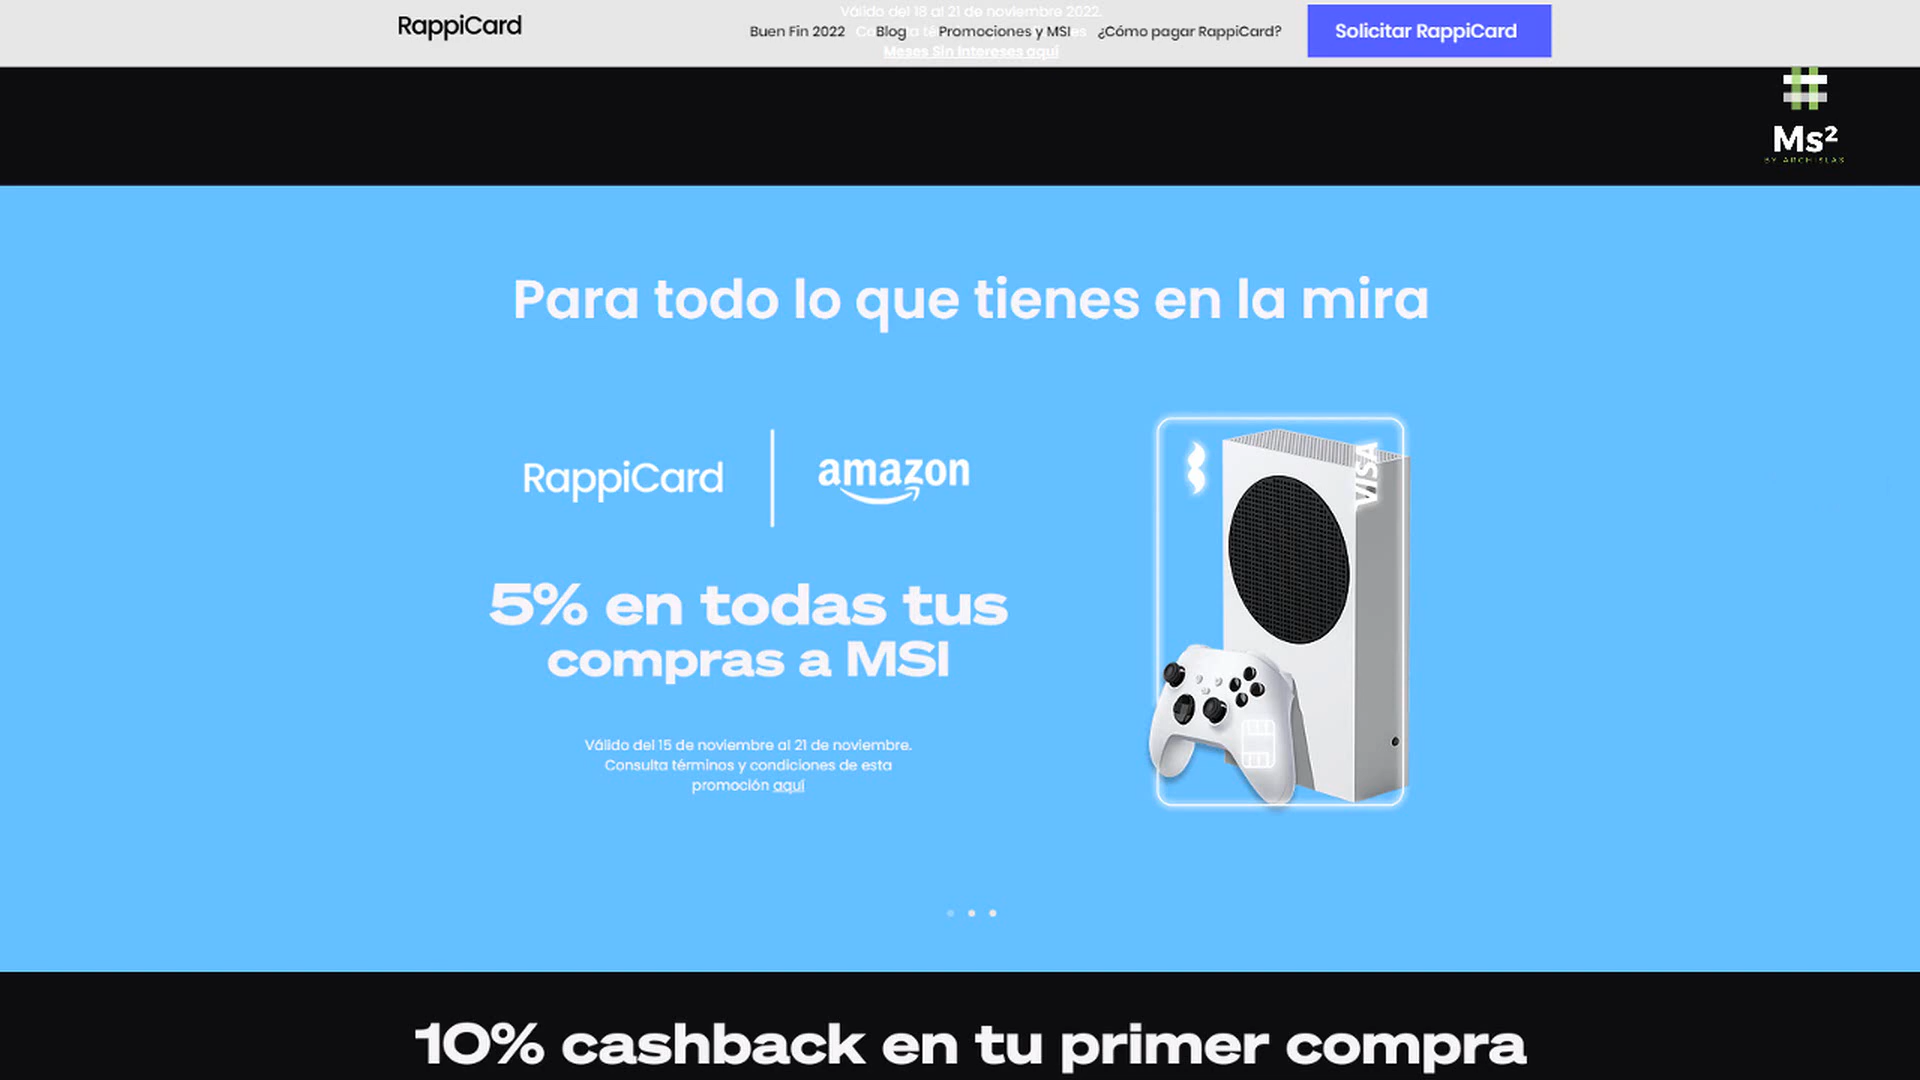 RappiCard
Válido del 18 al 21 de noviembre 2022.
Buen Fin 2022
Blog
Promociones y MSI
¿Cómo pagar RappiCard?
Solicitar RappiCard
Meses Sin Intereses aquí
Ms²
BY ARCHISLAS
Para todo lo que tienes en la mira
RappiCard
amazon
VISA
5% en todas tus
compras a MSI
Válido del 15 de noviembre al 21 de noviembre.
Consulta términos y condiciones de esta
promoción aquí
10% cashback en tu primer compra